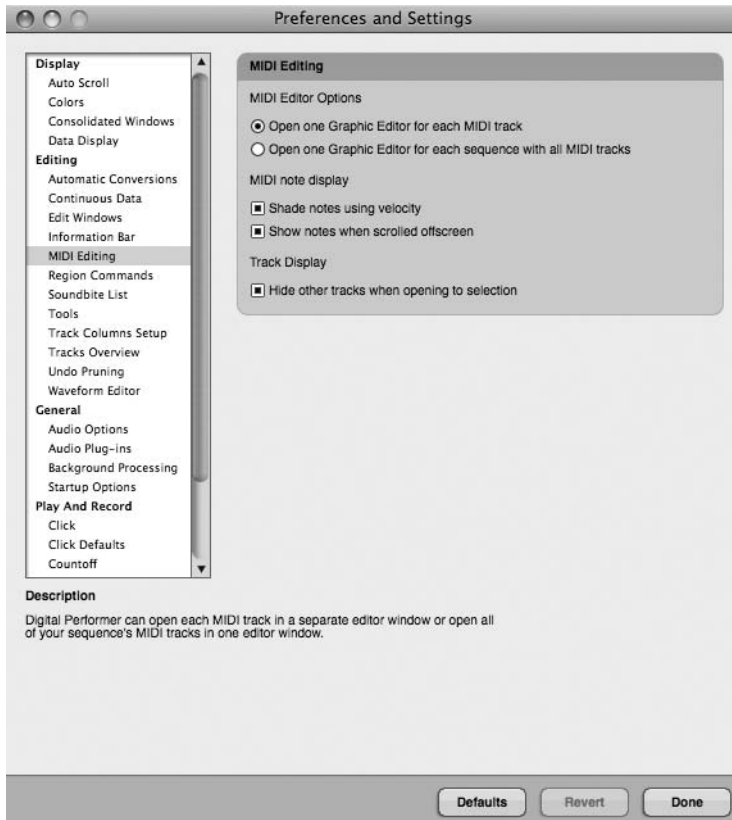 Preferences and Settings
Display
Auto Scroll
Colors
Consolidated Windows
Data Display
Editing
Automatic Conversions
Continuous Data
Edit Windows
Information Bar
MIDI Editing
Region Commands
Soundbite List
Tools
Track Columns Setup
Tracks Overview
Undo Pruning
Waveform Editor
General
Audio Options
Audio Plug-ins
Background Processing
Startup Options
Play And Record
Click
Click Defaults
Countoff
MIDI Editing
MIDI Editor Options
Open one Graphic Editor for each MIDI track
Open one Graphic Editor for each sequence with all MIDI tracks
MIDI note display
Shade notes using velocity
Show notes when scrolled offscreen
Track Display
Hide other tracks when opening to selection
Description
Digital Performer can open each MIDI track in a separate editor window or open all
of your sequence's MIDI tracks in one editor window.
Defaults
Revert
Done